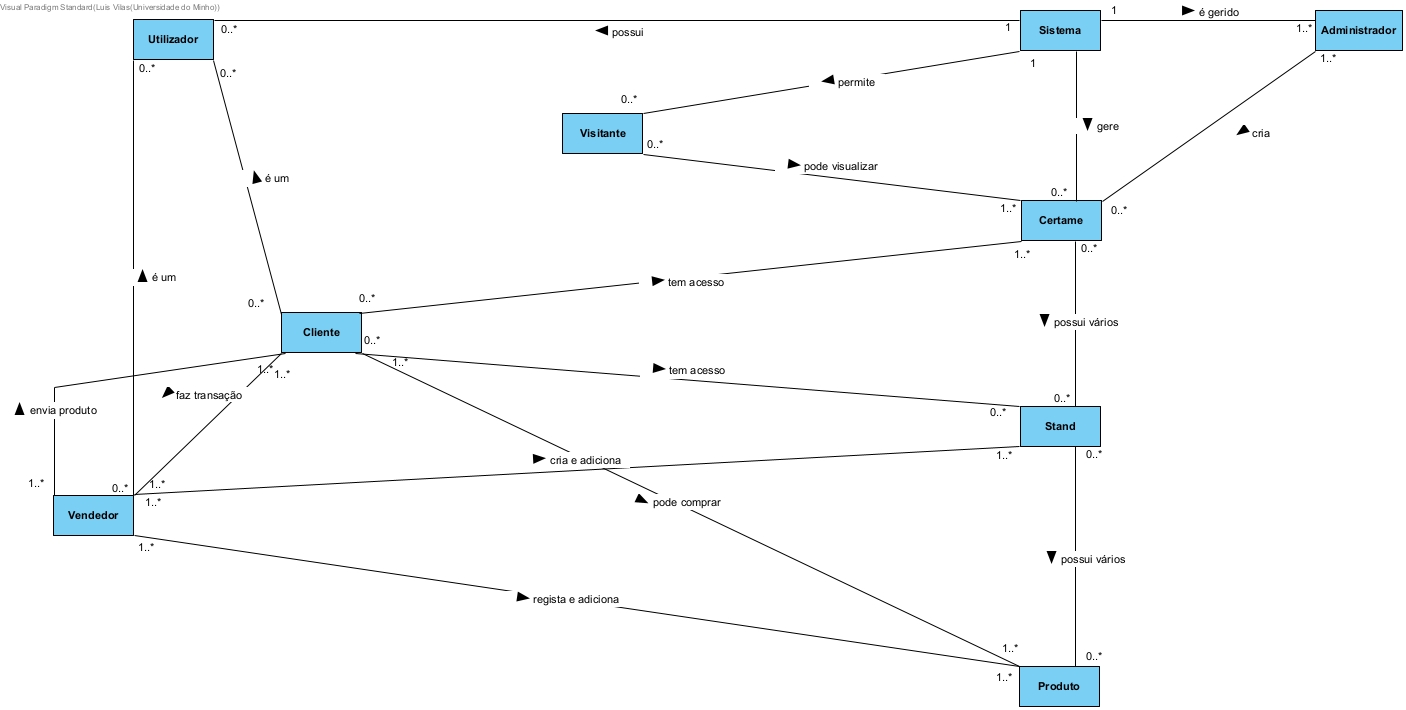 Visual Paradigm Standard(Luis Vilas(Universidade do Minho))
1
é gerido
Utilizador
0..*
possui
1
Sistema
1..*
Administrador
0..*
0..*
1
1..*
permite
0..*
Visitante
0..*
gere
cria
pode visualizar
é um
0..*
1..*
Certame
0..*
1..*
0..*
é um
tem acesso
0..*
0..*
Cliente
0..*
possui vários
1..*
1..*
1..*
tem acesso
faz transação
envia produto
0..*
0..*
Stand
1..*
0..*
cria e adiciona
1..*
0..*
1..*
1..*
pode comprar
Vendedor
1..*
possui vários
regista e adiciona
1..*
0..*
1..*
Produto